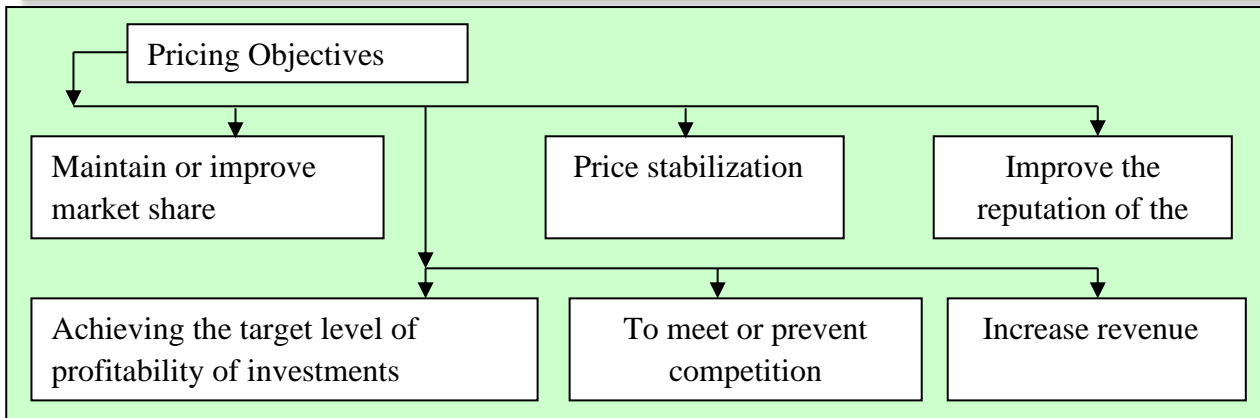 Pricing Objectives
Maintain or improve
market share
Price stabilization
Improve the
reputation of the
Achieving the target level of
profitability of investments
To meet or prevent
competition
Increase revenue